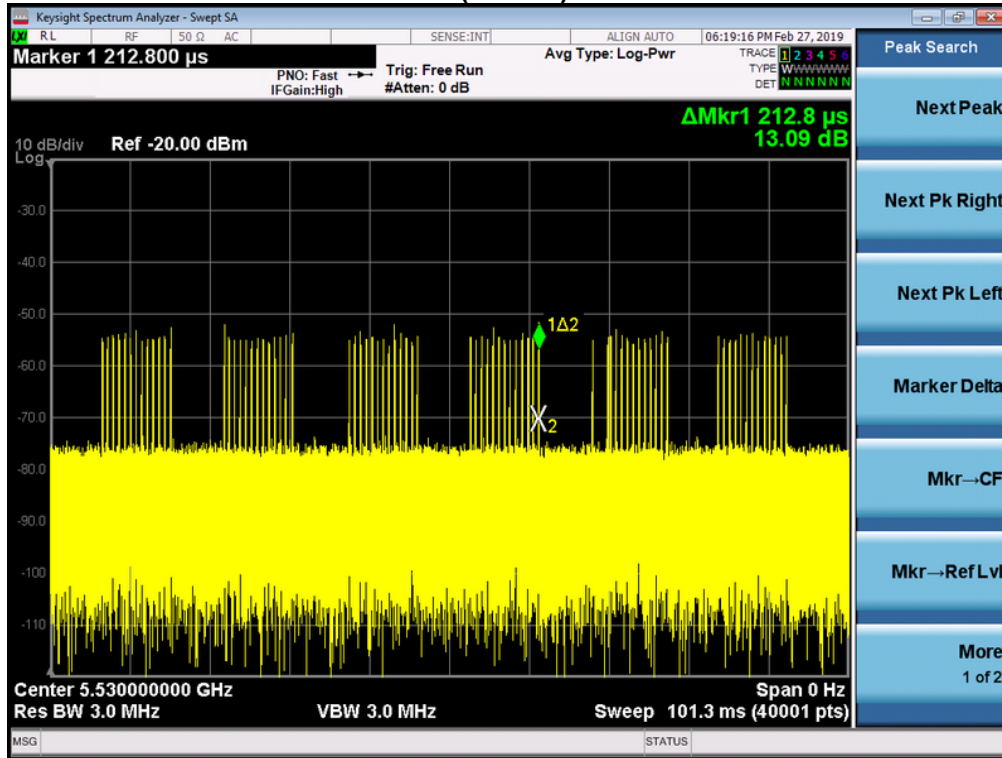 Keysight Spectrum Analyzer - Swept SA
LXI RL RF 50 Ω AC SENSE:INT ALIGN AUTO 06:19:16 PM Feb 27, 2019
Marker 1 212.800 µs
PNO: Fast
IFGain:High
Trig: Free Run
#Atten: 0 dB
Avg Type: Log-Pwr
TRACE 1 2 3 4 5 6
TYPE W
DET N N N N N N
ΔMkr1 212.8 µs
13.09 dB
10 dB/div Ref -20.00 dBm
Log
-30.0
-40.0
-50.0
-60.0
-70.0
-80.0
-90.0
-100
-110
1Δ2
X2
Center 5.530000000 GHz Span 0 Hz
Res BW 3.0 MHz VBW 3.0 MHz Sweep 101.3 ms (40001 pts)
MSG STATUS
Peak Search
Next Peak
Next Pk Right
Next Pk Left
Marker Delta
Mkr→CF
Mkr→Ref Lvl
More
1 of 2